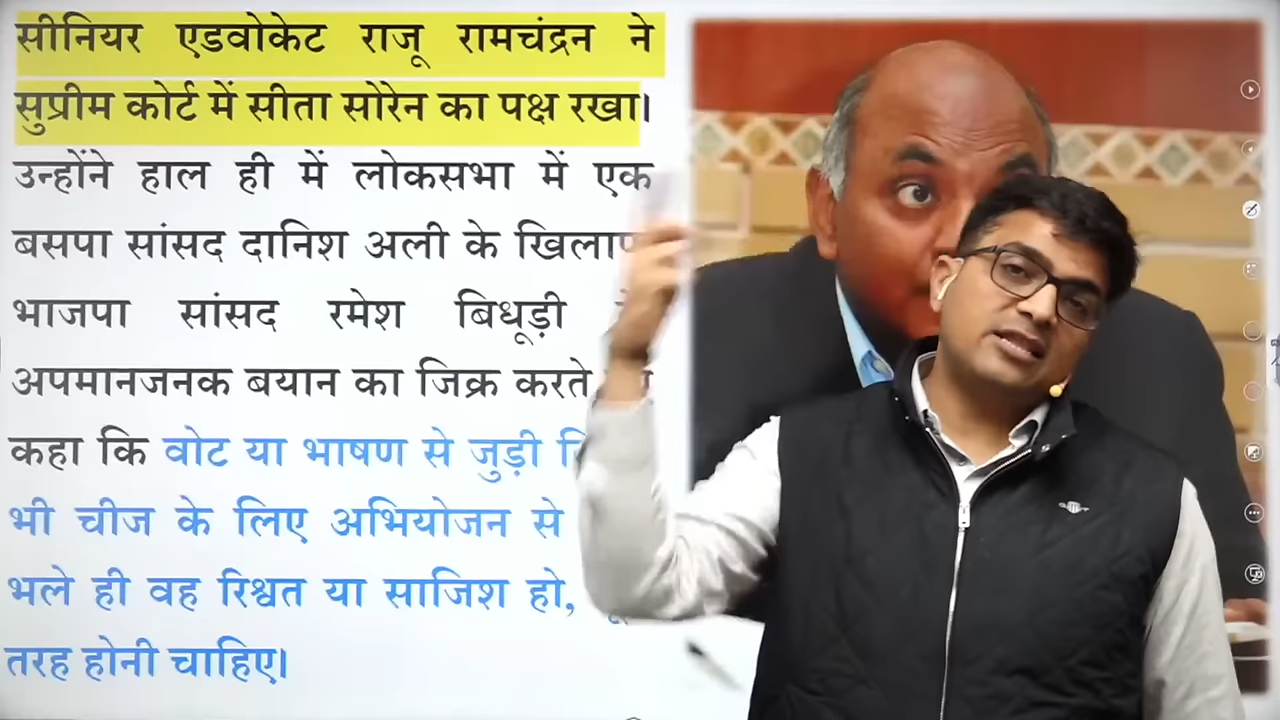 सीनियर एडवोकेट राजू रामचंद्रन ने
सुप्रीम कोर्ट में सीता सोरेन का पक्ष रखा।
उन्होंने हाल ही में लोकसभा में एक
बसपा सांसद दानिश अली के
भाजपा सांसद रमेश बिधूड़ी
अपमानजनक बयान का जिक्र करते
कहा कि वोट या भाषण से जुड़ी
भी चीज के लिए अभियोजन से
भले ही वह रिश्वत या साजिश हो,
तरह होनी चाहिए।